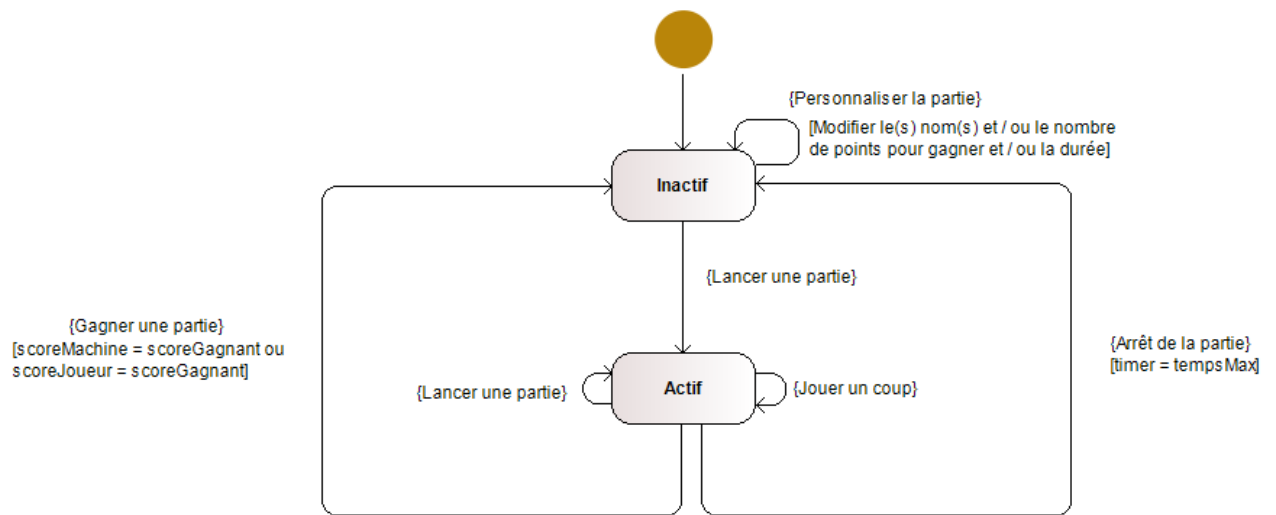 {Personnaliser la partie}
[Modifier le(s) nom(s) et / ou le nombre
de points pour gagner et / ou la durée]
Inactif
{Lancer une partie}
{Gagner une partie}
[scoreMachine = scoreGagnant ou
scoreJoueur = scoreGagnant]
{Arrêt de la partie}
[timer = tempsMax]
{Lancer une partie}
Actif
{Jouer un coup}